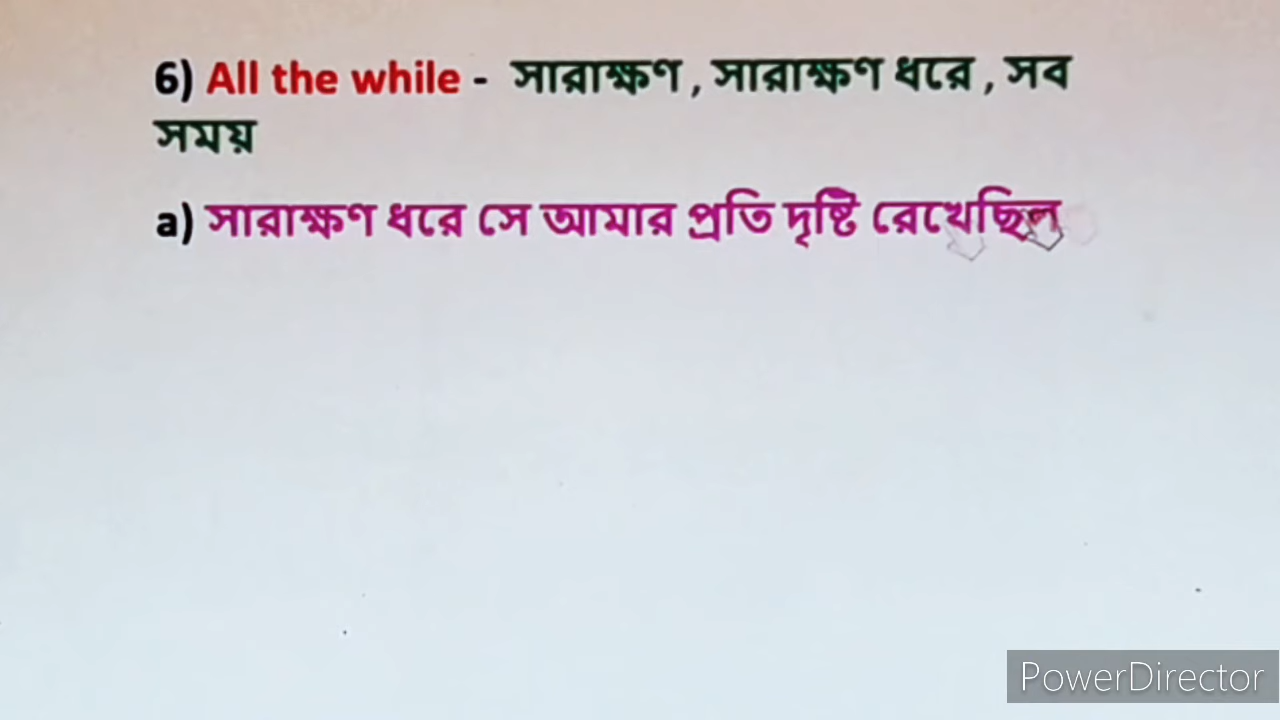 6) All the while - সারাক্ষণ , সারাক্ষণ ধরে , সব
সময়
a) সারাক্ষণ ধরে সে আমার প্রতি দৃষ্টি রেখেছিল
PowerDirector